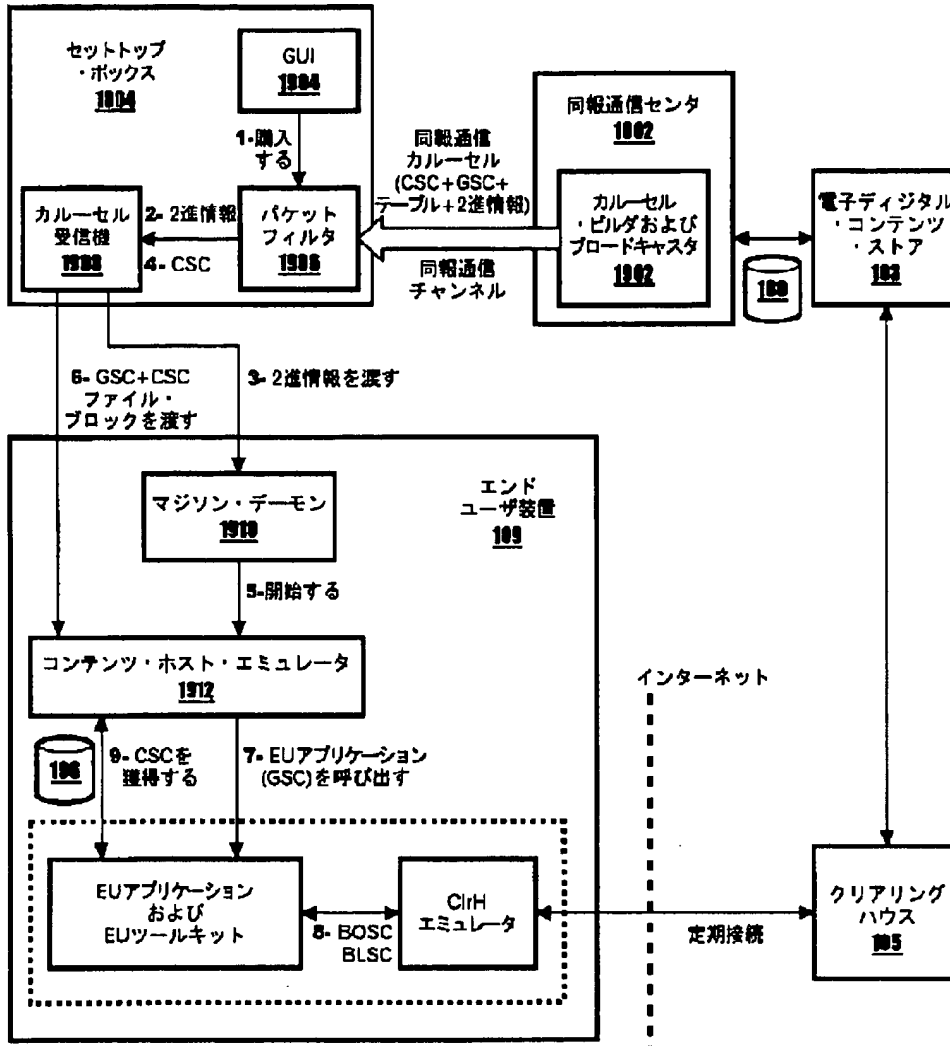 セットトップ
・ボックス
1804
GUI
1984
1-購入
する
カルーセル
受信機
1988
2-2進情報
4-CSC
パケット
フィルタ
1986
同報通信
カルーセル
(CSC+GSC+
テーブル+2進情報)
同報通信
チャンネル
同報通信センタ
1802
カルーセル
・ビルダおよび
ブロードキャスタ
1902
電子ディジタル
・コンテンツ
・ストア
103
6-GSC+CSC
ファイル・
ブロックを渡す
3-2進情報を渡す
エンド
ユーザ装置
109
マジソン・デーモン
1910
5-開始する
コンテンツ・ホスト・エミュレータ
1912
インターネット
196
9-CSCを
獲得する
7-EUアプリケーション
(GSC)を呼び出す
EUアプリケーション
および
EUツールキット
8-BOSC
BLSC
ClrH
エミュレータ
定期接続
クリアリング
ハウス
105